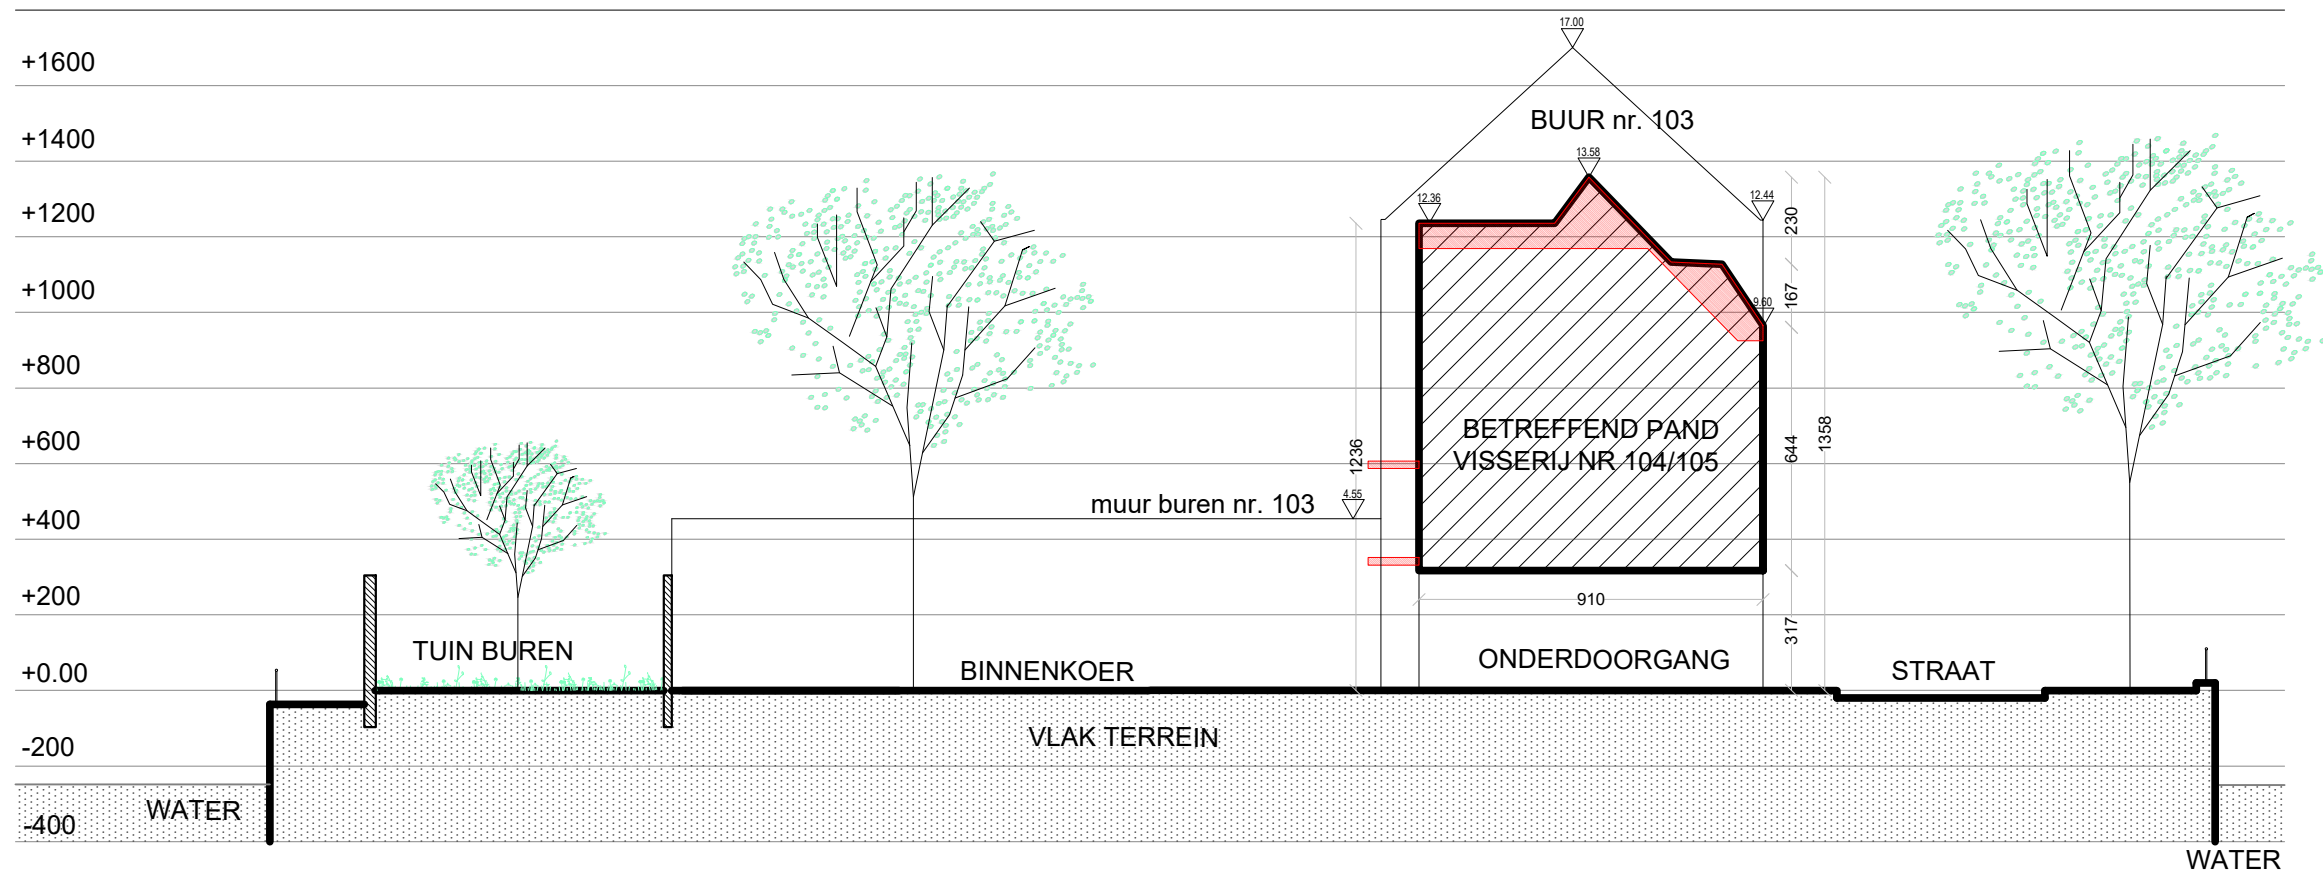 17.00
+1600
BUUR nr. 103
+1400
13.58
12.36
12.44
+1200
230
+1000
167
9.60
+800
1358
+600
BETREFFEND PAND
VISSERIJ NR 104/105
644
1236
muur buren nr. 103
4.55
+400
+200
910
317
TUIN BUREN
BINNENKOER
ONDERDOORGANG
STRAAT
+0.00
VLAK TERREIN
-200
WATER
-400
WATER